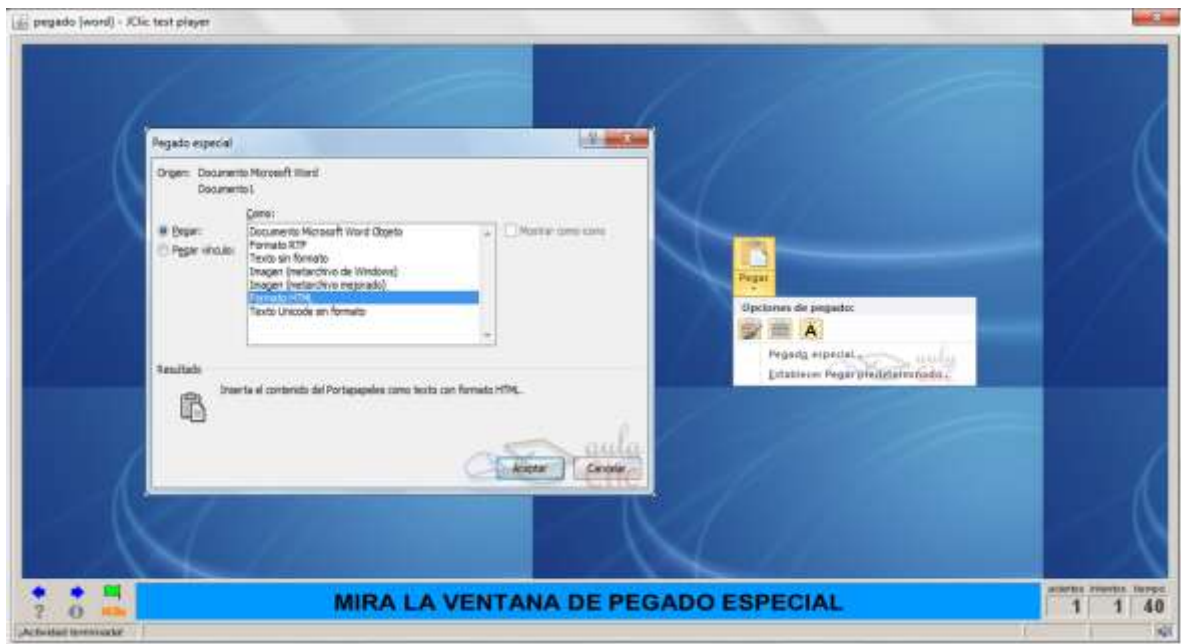 pegado (word) - JClic test player
Pegado especial
Origen: Documento Microsoft Word
Documento1
Como:
Pegar:
Pegar vínculo:
Documento Microsoft Word Objeto
Formato RTF
Texto sin formato
Imagen (metarchivo de Windows)
Imagen (metarchivo mejorado)
Formato HTML
Texto Unicode sin formato
Mostrar como icono
Resultado
Inserta el contenido del Portapapeles como texto con formato HTML.
Aceptar
Cancelar
aula
clic
Pegar
Opciones de pegado:
A
Pegado especial...
Establecer Pegar predeterminado...
aula
MIRA LA VENTANA DE PEGADO ESPECIAL
aciertos intentos tiempo
1 1 40
¡Actividad terminada!